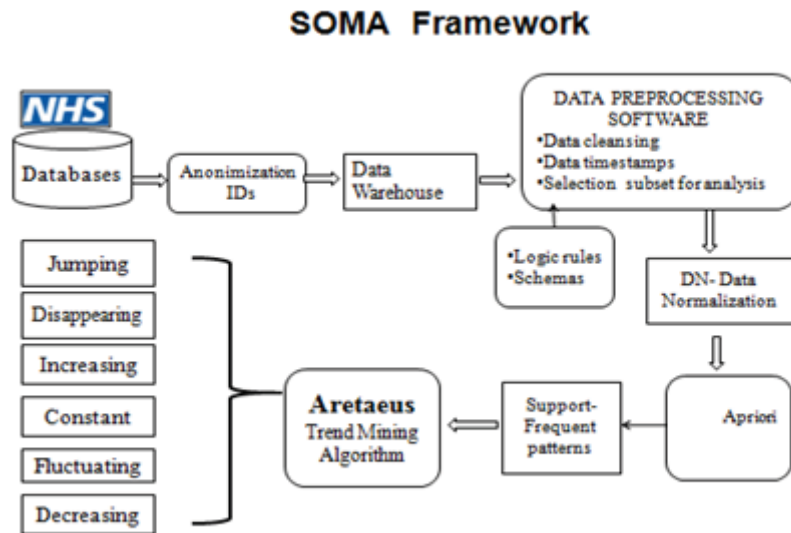 SOMA Framework
NHS
Databases
Anonimization
IDs
Data
Warehouse
DATA PREPROCESSING
SOFTWARE
•Data cleansing
•Data timestamps
•Selection subset for analysis
•Logic rules
•Schemas
DN- Data
Normalization
Apriori
Support-
Frequent
patterns
Aretaeus
Trend Mining
Algorithm
Jumping
Disappearing
Increasing
Constant
Fluctuating
Decreasing